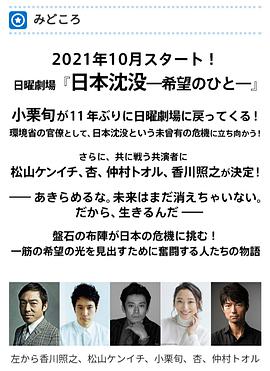 みどころ
2021年10月スタート！
日曜劇場『日本沈没―希望のひと―』
小栗旬が11年ぶりに日曜劇場に戻ってくる！
環境省の官僚として、日本沈没という未曽有の危機に立ち向かう！
さらに、共に戦う共演者に
松山ケンイチ、杏、仲村トオル、香川照之が決定！
―― あきらめるな。未来はまだ消えちゃいない。
だから、生きるんだ ――
盤石の布陣が日本の危機に挑む！
一筋の希望の光を見出すために奮闘する人たちの物語
左から香川照之、松山ケンイチ、小栗旬、杏、仲村トオル